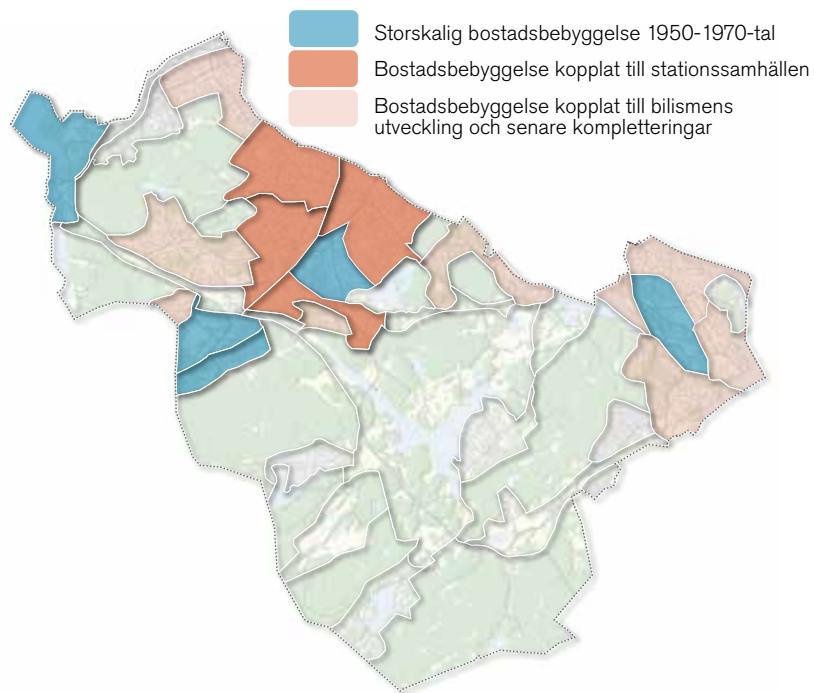 Storskalig bostadsbebyggelse 1950-1970-tal
Bostadsbebyggelse kopplat till stationssamhällen
Bostadsbebyggelse kopplat till bilismens
utveckling och senare kompletteringar